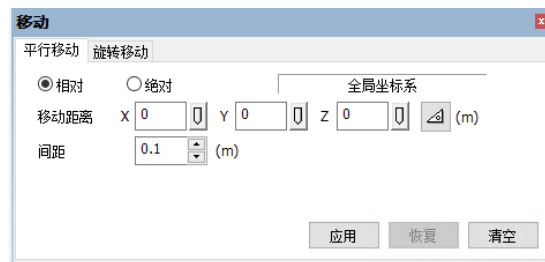 移动
平行移动 旋转移动
相对 绝对 全局坐标系
移动距离 X 0 Y 0 Z 0 (m)
间距 0.1 (m)
应用 恢复 清空